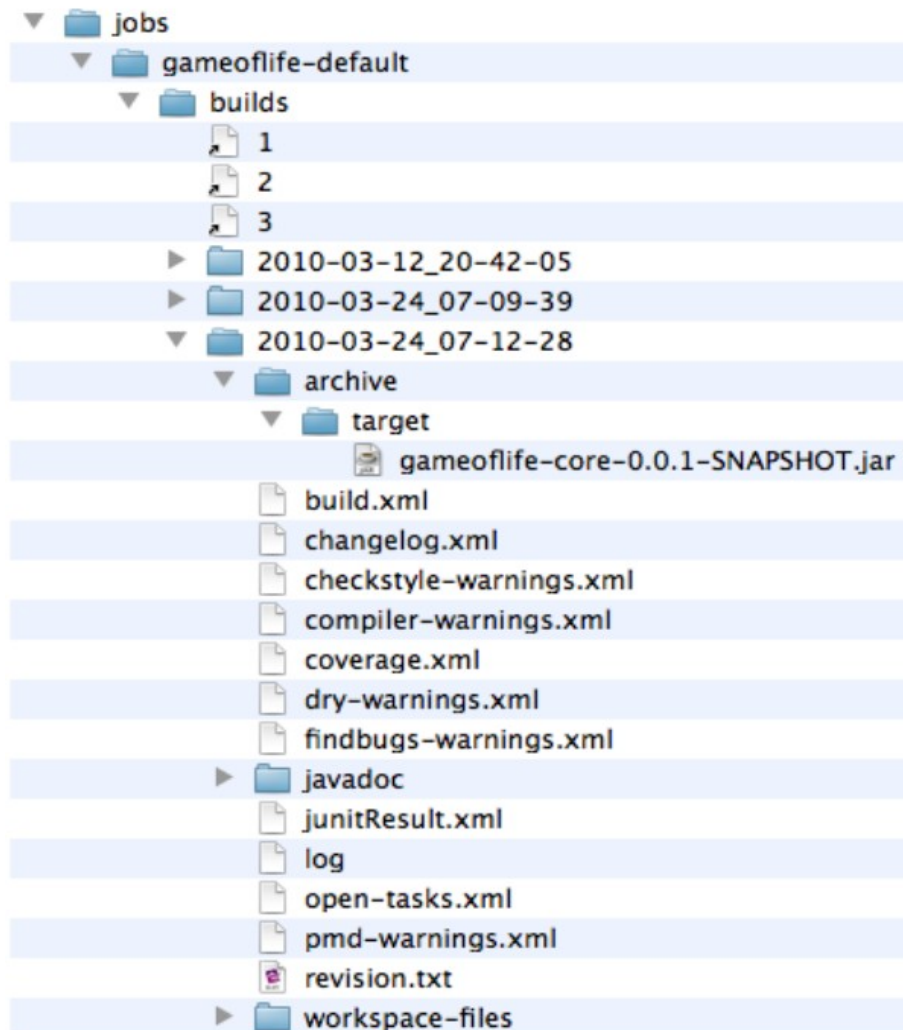 jobs
gameoflife-default
builds
1
2
3
2010-03-12_20-42-05
2010-03-24_07-09-39
2010-03-24_07-12-28
archive
target
gameoflife-core-0.0.1-SNAPSHOT.jar
build.xml
changelog.xml
checkstyle-warnings.xml
compiler-warnings.xml
coverage.xml
dry-warnings.xml
findbugs-warnings.xml
javadoc
junitResult.xml
log
open-tasks.xml
pmd-warnings.xml
revision.txt
workspace-files